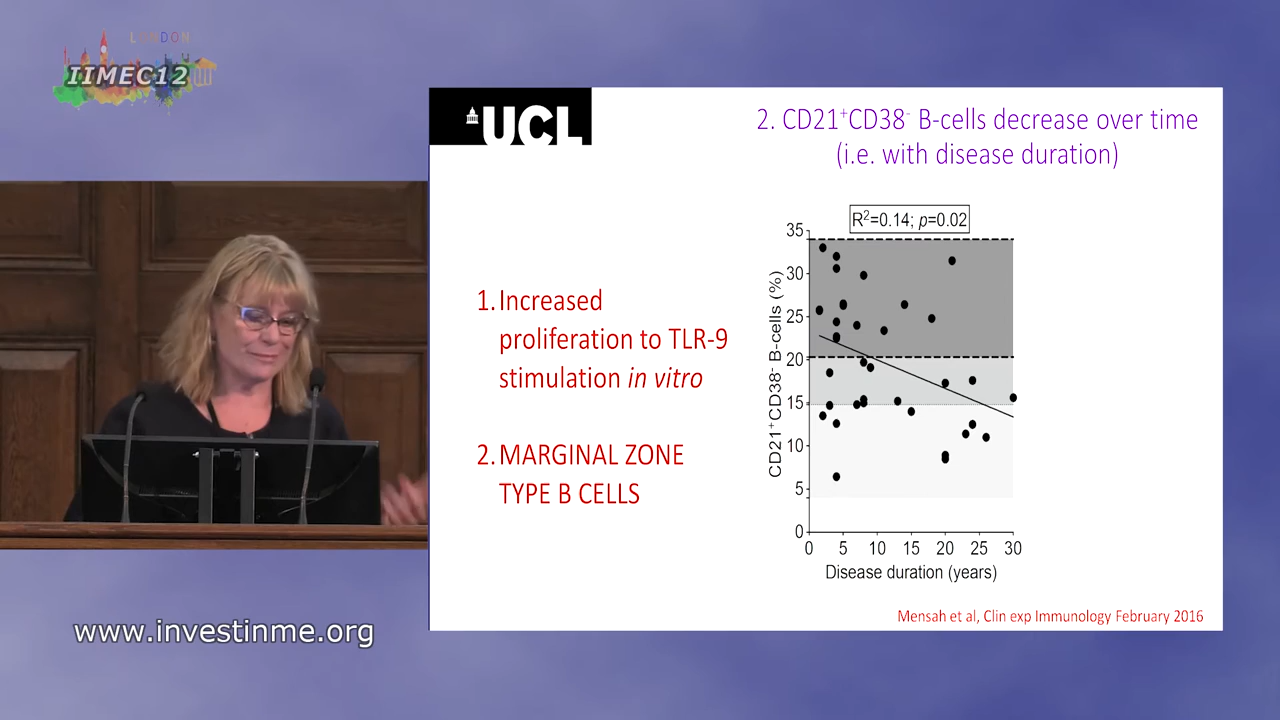 LONDON
IIMEC12
UCL
2. CD21⁺CD38⁻ B-cells decrease over time
(i.e. with disease duration)
1. Increased
proliferation to TLR-9
stimulation in vitro
2. MARGINAL ZONE
TYPE B CELLS
R²=0.14; p=0.02
CD21⁺CD38⁻ B-cells (%)
35
30
25
20
15
10
5
0
0 5 10 15 20 25 30
Disease duration (years)
Mensah et al, Clin exp Immunology February 2016
www.investinme.org